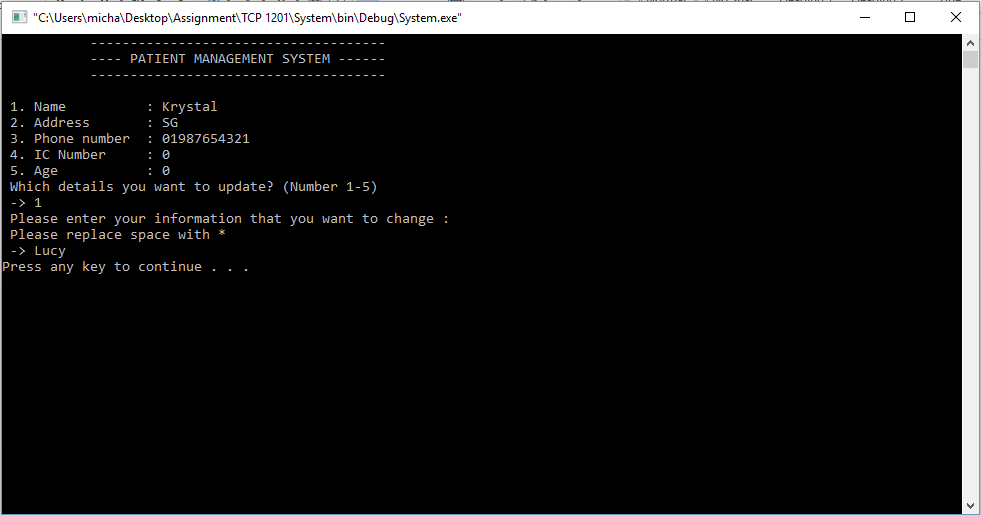 "C:\Users\micha\Desktop\Assignment\TCP 1201\System\bin\Debug\System.exe"
-------------------------------------
---- PATIENT MANAGEMENT SYSTEM ------
-------------------------------------
1. Name          : Krystal
2. Address       : SG
3. Phone number  : 01987654321
4. IC Number     : 0
5. Age           : 0
Which details you want to update? (Number 1-5)
-> 1
Please enter your information that you want to change :
Please replace space with *
-> Lucy
Press any key to continue . . .